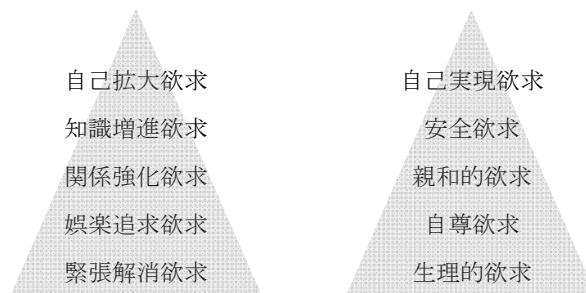 自己拡大欲求
知識増進欲求
関係強化欲求
娯楽追求欲求
緊張解消欲求
自己実現欲求
安全欲求
親和的欲求
自尊欲求
生理的欲求